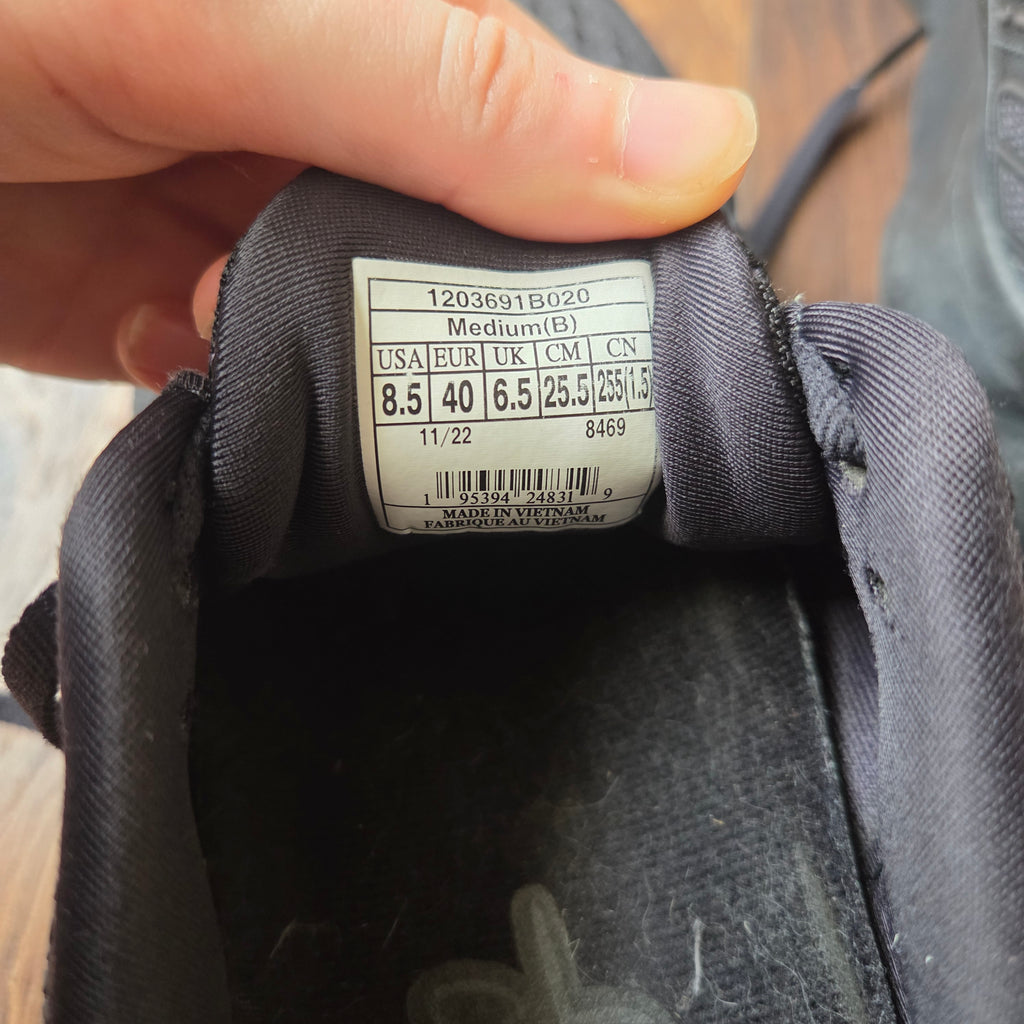 1203691B020
Medium(B)
USA EUR UK CM CN
8.5 40 6.5 25.5 255(1.5)
11/22 8469
1 95394 24831 9
MADE IN VIETNAM
FABRIQUE AU VIETNAM